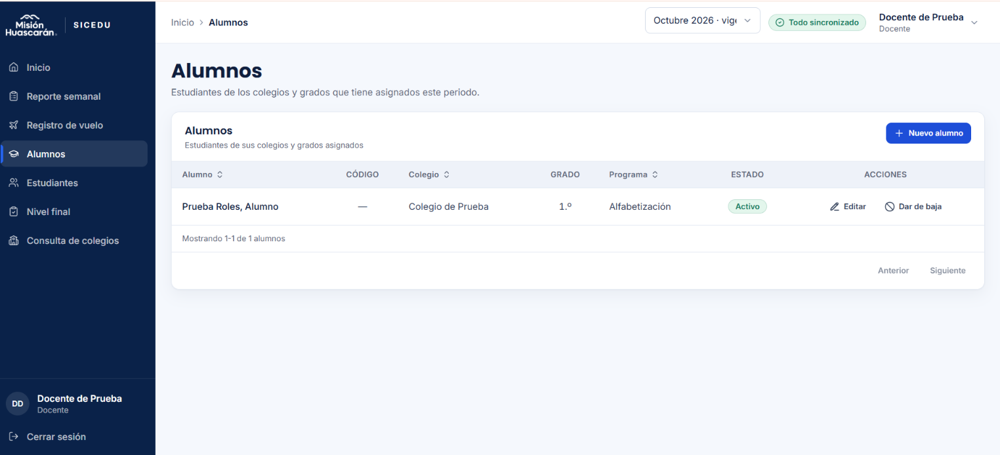 Misión
Huascarán.
SICEDU
Inicio
Reporte semanal
Registro de vuelo
Alumnos
Estudiantes
Nivel final
Consulta de colegios
DD
Docente de Prueba
Docente
Cerrar sesión
Inicio > Alumnos
Octubre 2026 · vige
Todo sincronizado
Docente de Prueba
Docente
Alumnos
Estudiantes de los colegios y grados que tiene asignados este periodo.
Alumnos
Estudiantes de sus colegios y grados asignados
+ Nuevo alumno
Alumno CÓDIGO Colegio GRADO Programa ESTADO ACCIONES
Prueba Roles, Alumno — Colegio de Prueba 1.º Alfabetización Activo Editar Dar de baja
Mostrando 1-1 de 1 alumnos
Anterior Siguiente